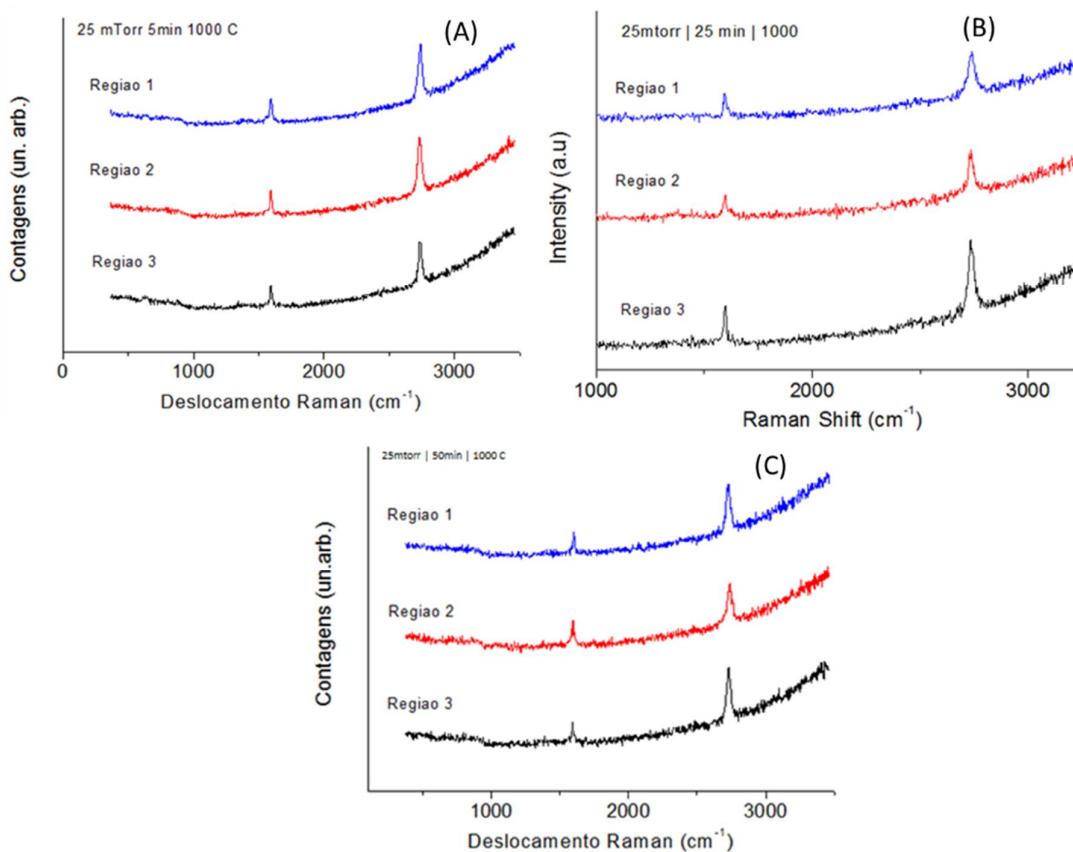 25 mTorr 5min 1000 C
(A)
Regiao 1
Regiao 2
Regiao 3
Contagens (un. arb.)
0
1000
2000
3000
Deslocamento Raman (cm⁻¹)
25mtorr | 25 min | 1000
(B)
Regiao 1
Regiao 2
Regiao 3
Intensity (a.u)
1000
2000
3000
Raman Shift (cm⁻¹)
25mtorr | 50min | 1000 C
(C)
Regiao 1
Regiao 2
Regiao 3
Contagens (un.arb.)
1000
2000
3000
Deslocamento Raman (cm⁻¹)